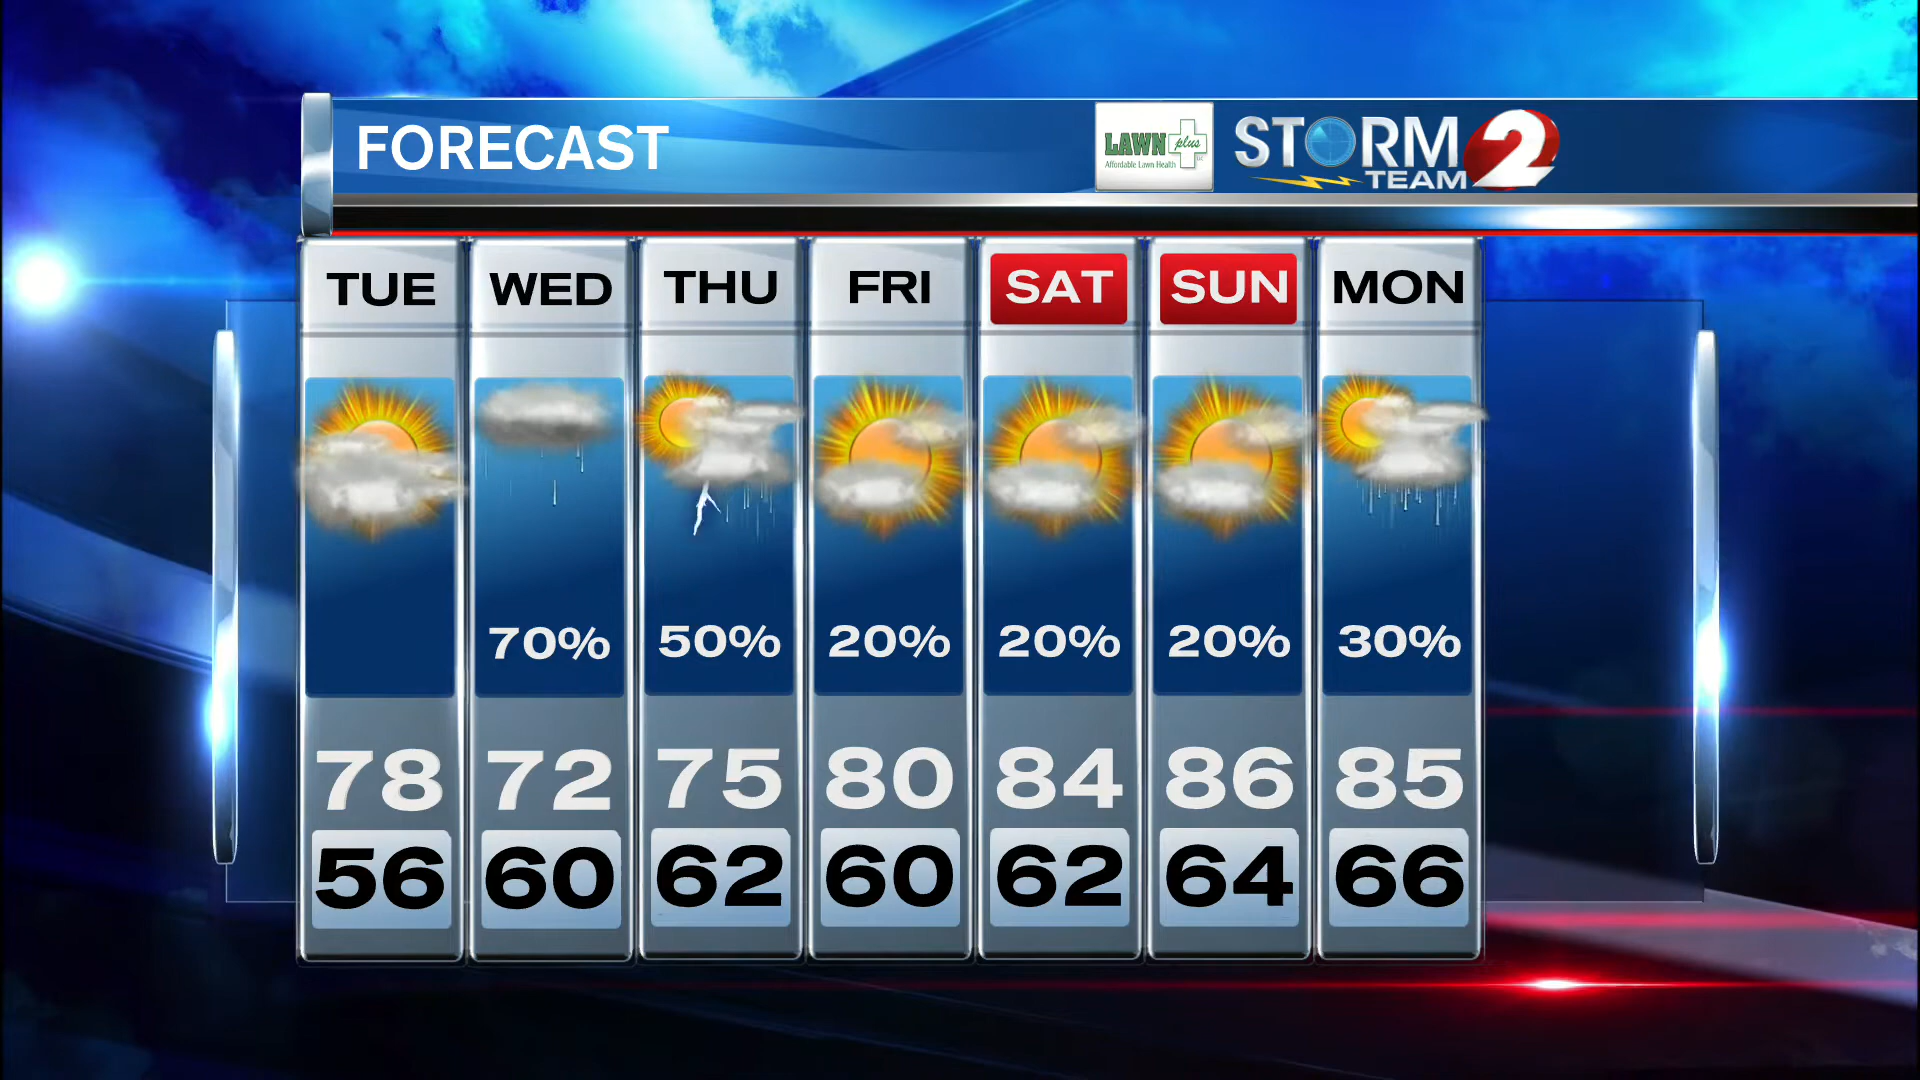 FORECAST
LAWN plus
Affordable Lawn Health
STORM
TEAM 2
TUE WED THU FRI SAT SUN MON
70% 50% 20% 20% 20% 30%
78 72 75 80 84 86 85
56 60 62 60 62 64 66